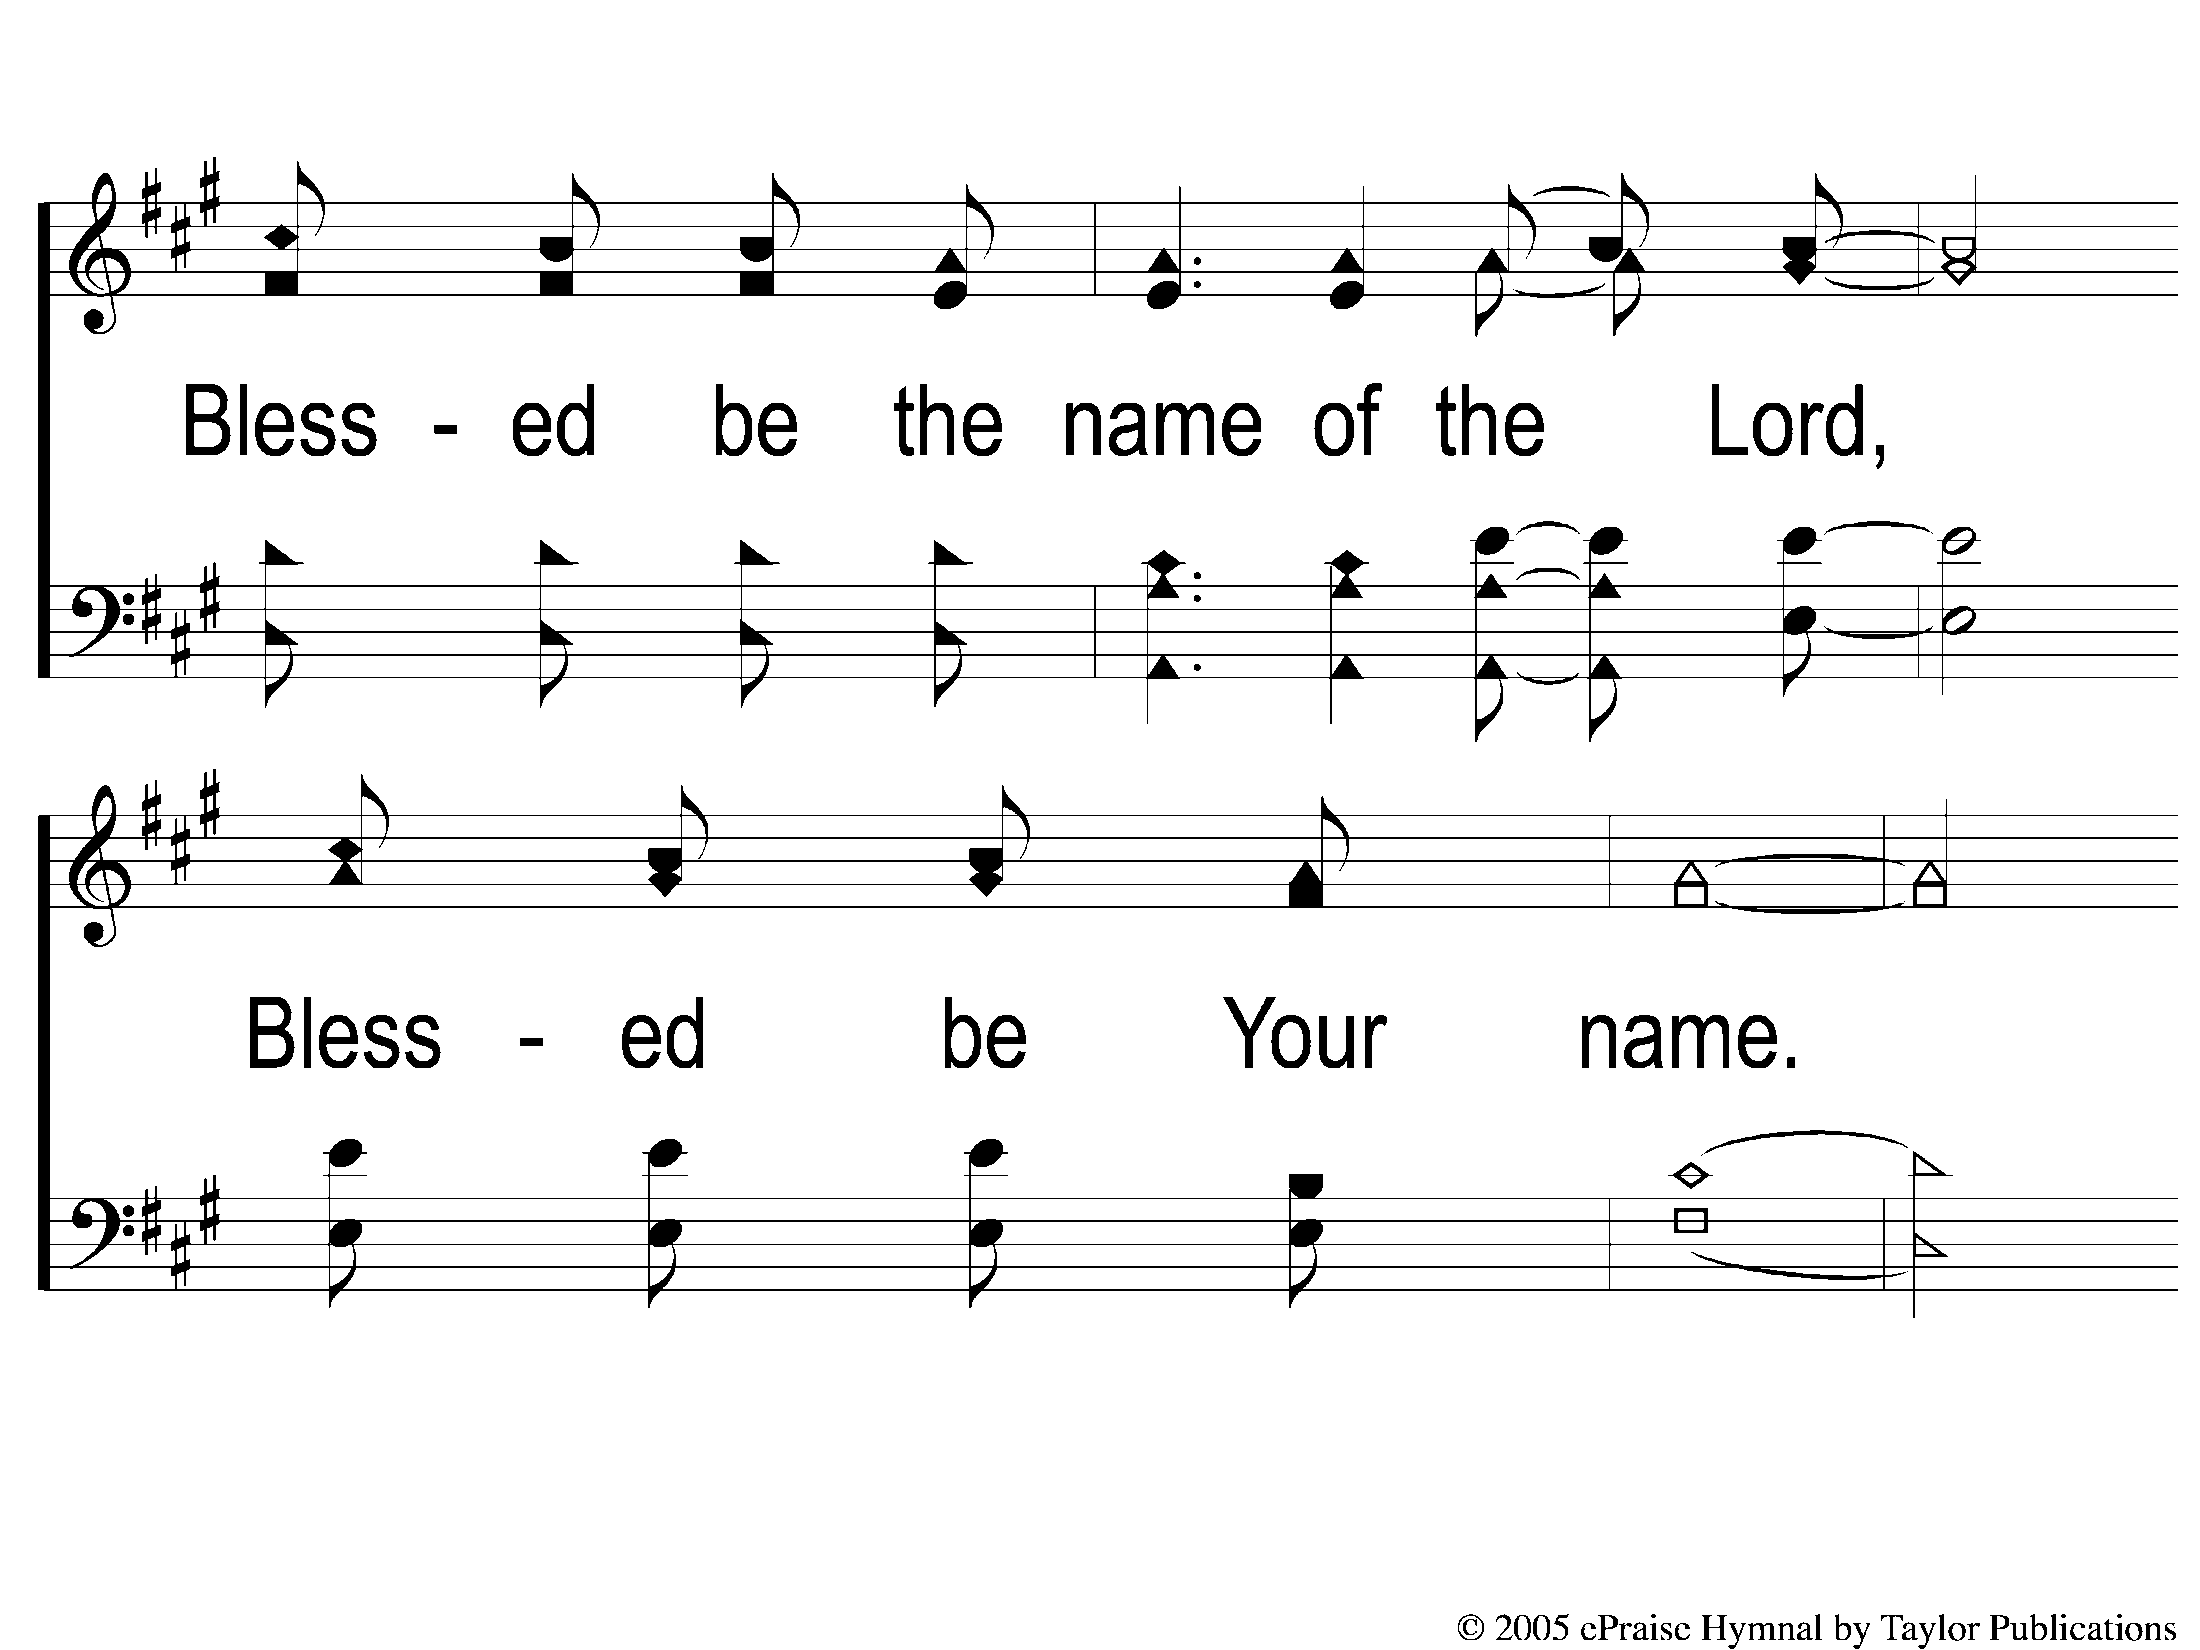 Bless - ed be the name of the Lord,
Bless - ed be Your name.
© 2005 ePraise Hymnal by Taylor Publications